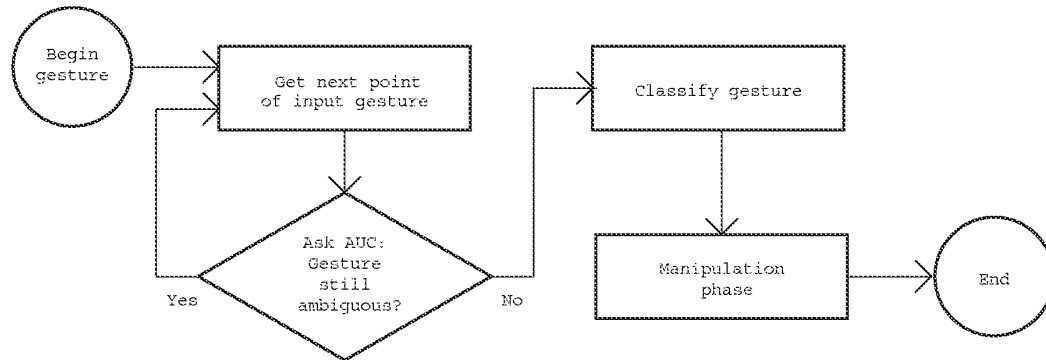 Begin
gesture
Get next point
of input gesture
Ask AUC:
Gesture
still
ambiguous?
Yes
No
Classify gesture
Manipulation
phase
End